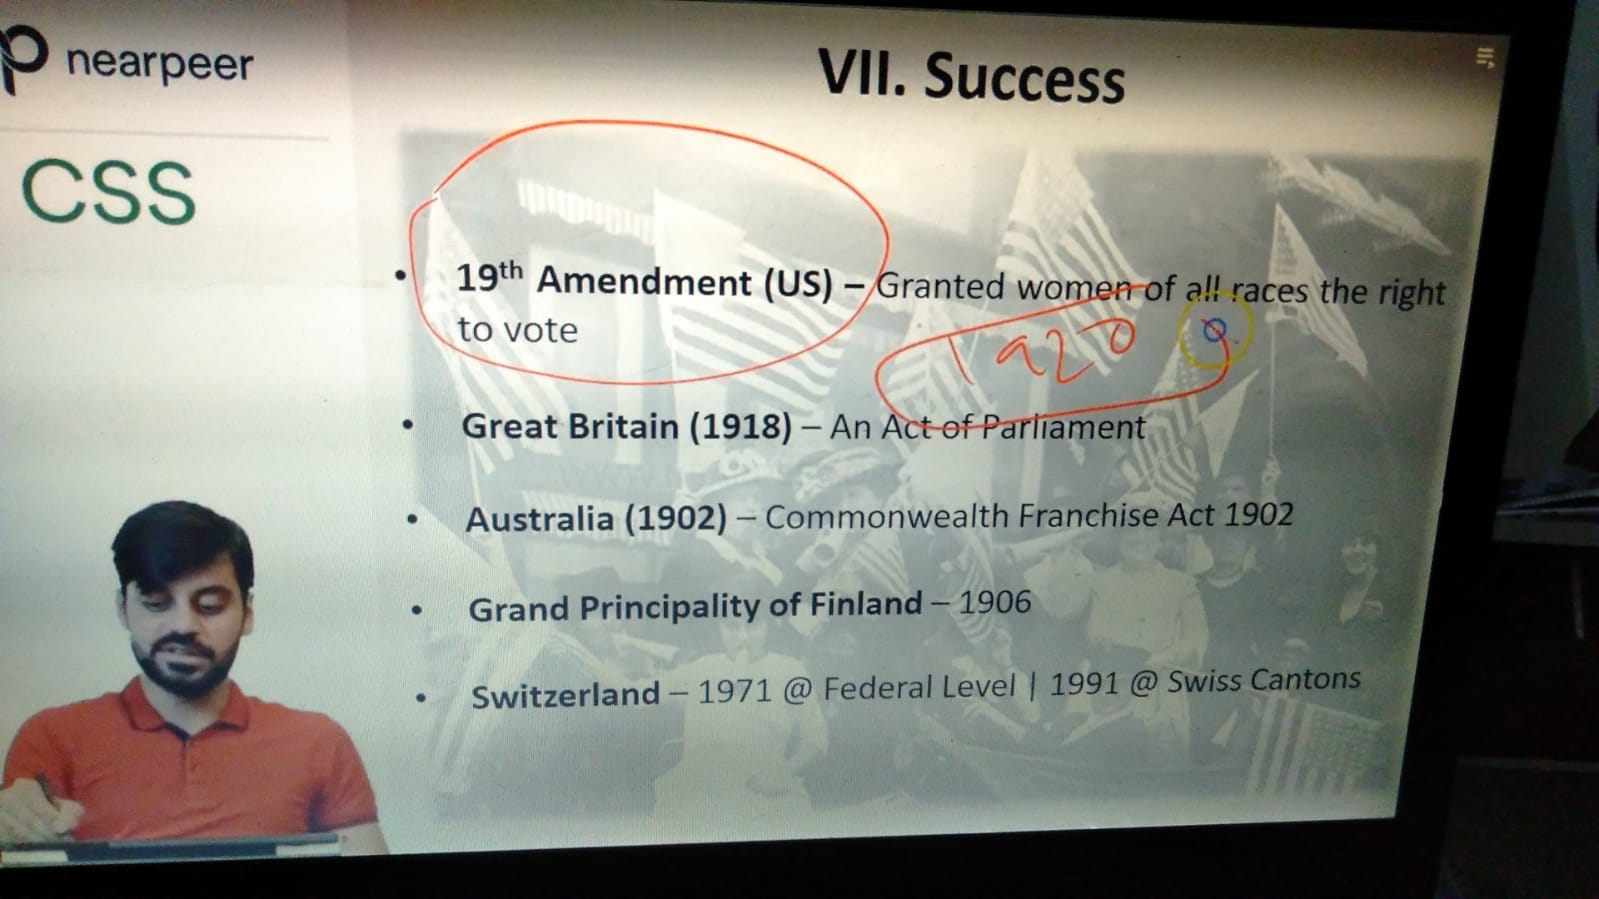 nearpeer
CSS
VII. Success
• 19th Amendment (US) – Granted women of all races the right
to vote
1920
• Great Britain (1918) – An Act of Parliament
• Australia (1902) – Commonwealth Franchise Act 1902
• Grand Principality of Finland – 1906
• Switzerland – 1971 @ Federal Level | 1991 @ Swiss Cantons